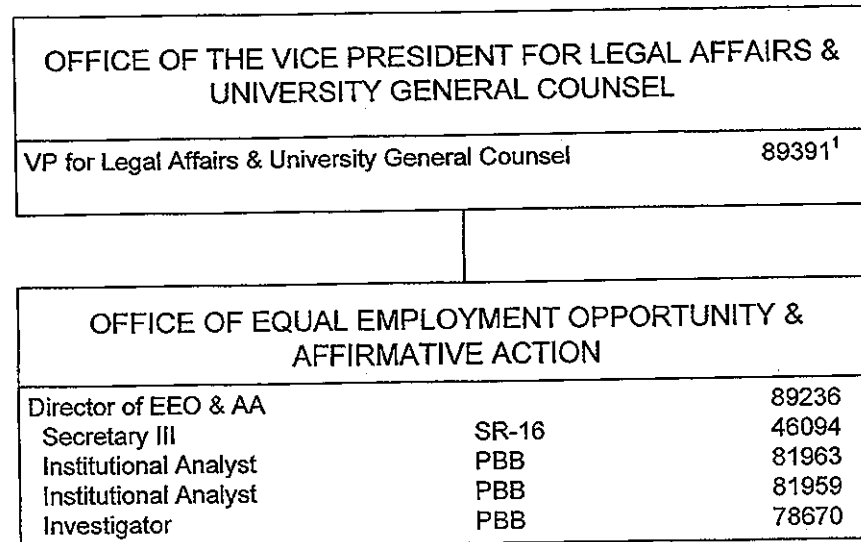 OFFICE OF THE VICE PRESIDENT FOR LEGAL AFFAIRS &
UNIVERSITY GENERAL COUNSEL
VP for Legal Affairs & University General Counsel 89391¹
OFFICE OF EQUAL EMPLOYMENT OPPORTUNITY &
AFFIRMATIVE ACTION
Director of EEO & AA 89236
Secretary III SR-16 46094
Institutional Analyst PBB 81963
Institutional Analyst PBB 81959
Investigator PBB 78670